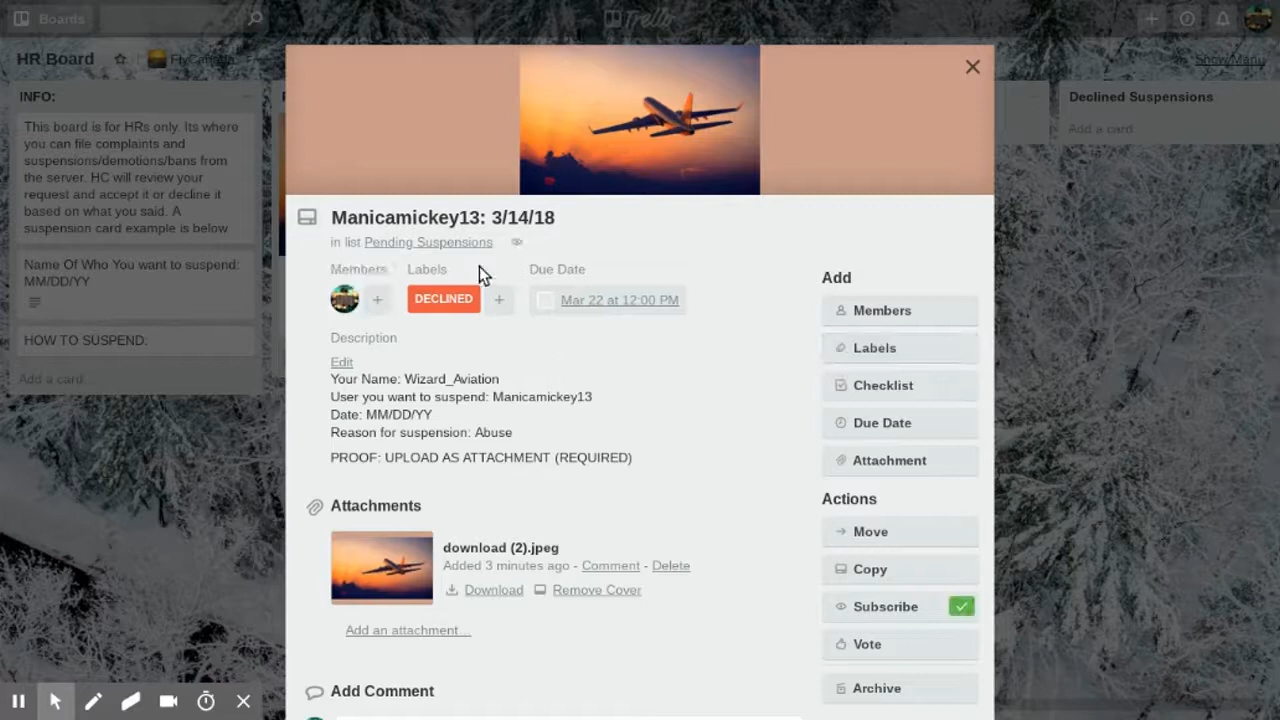 Boards
Trello
HR Board
Show Menu
INFO:
This board is for HRs only. Its where
you can file complaints and
suspensions/demotions/bans from
the server. HC will review your
request and accept it or decline it
based on what you said. A
suspension card example is below
Name Of Who You want to suspend:
MM/DD/YY
HOW TO SUSPEND:
Add a card...
Manicamickey13: 3/14/18
in list Pending Suspensions
Members
Labels
Due Date
DECLINED
Mar 22 at 12:00 PM
Description
Edit
Your Name: Wizard_Aviation
User you want to suspend: Manicamickey13
Date: MM/DD/YY
Reason for suspension: Abuse
PROOF: UPLOAD AS ATTACHMENT (REQUIRED)
Attachments
download (2).jpeg
Added 3 minutes ago - Comment - Delete
Download
Remove Cover
Add an attachment...
Add Comment
Add
Members
Labels
Checklist
Due Date
Attachment
Actions
Move
Copy
Subscribe
Vote
Archive
Declined Suspensions
Add a card...